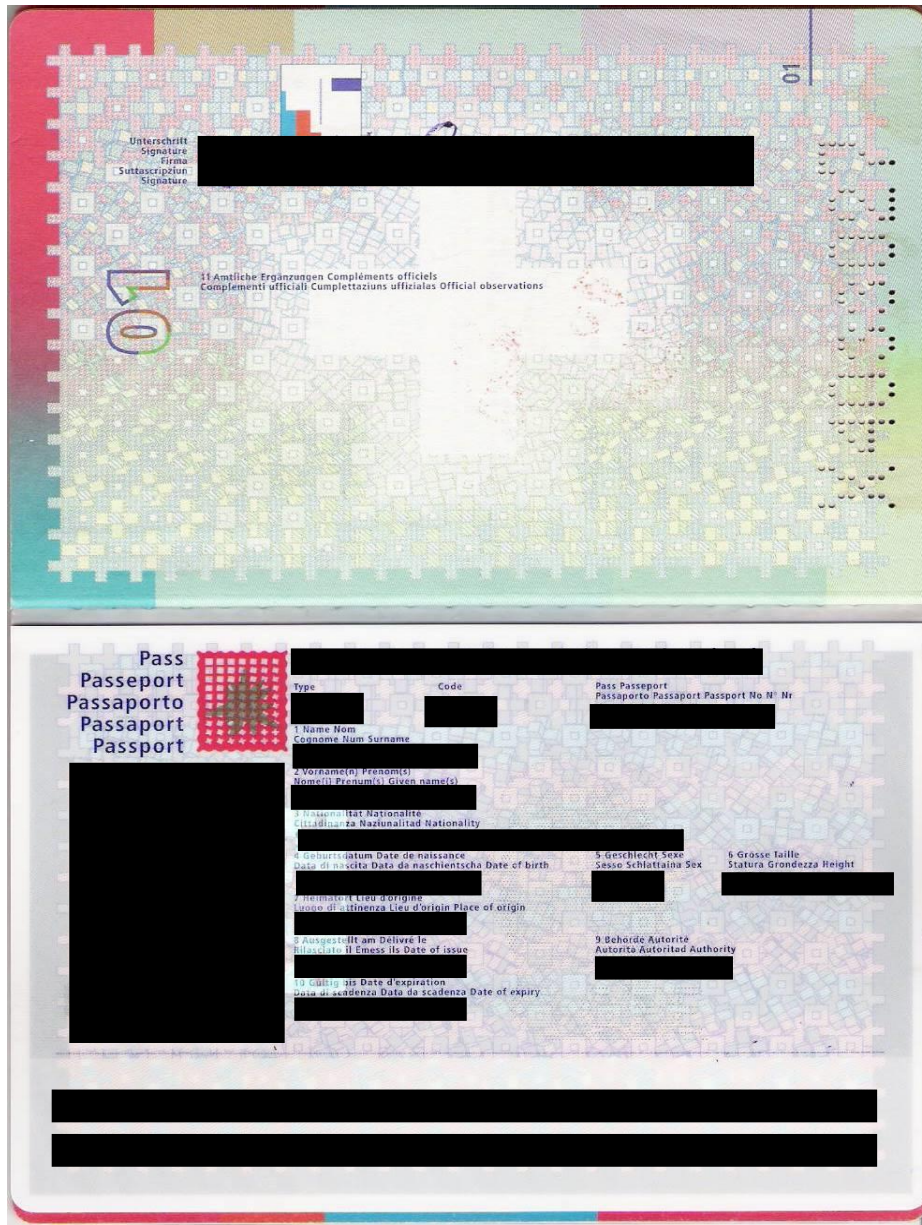 01
Unterschrift
Signature
Firma
Suttascripziun
Signature
01
11 Amtliche Ergänzungen Compléments officiels
Complementi ufficiali Cumplettaziuns uffizialas Official observations
Pass
Passeport
Passaporto
Passaport
Passport
Type
Code
Pass Passeport
Passaporto Passaport Passport No N° Nr
1 Name Nom
Cognome Num Surname
2 Vorname(n) Prénom(s)
Nome(i) Prenum(s) Given name(s)
3 Nationalität Nationalité
Cittadinanza Naziunalitad Nationality
4 Geburtsdatum Date de naissance
Data di nascita Data da naschientscha Date of birth
5 Geschlecht Sexe
Sesso Schlattaina Sex
6 Grösse Taille
Statura Grondezza Height
7 Heimatort Lieu d'origine
Luogo di attinenza Lieu d'origin Place of origin
8 Ausgestellt am Délivré le
Rilasciato il Emess ils Date of issue
9 Behörde Autorité
Autorità Autoritad Authority
10 Gültig bis Date d'expiration
Data di scadenza Data da scadenza Date of expiry